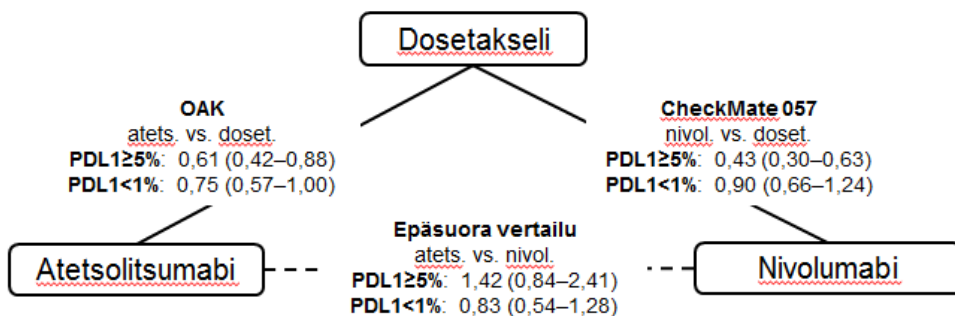 Dosetakseli
OAK
atets. vs. doset.
PDL1≥5%: 0,61 (0,42–0,88)
PDL1<1%: 0,75 (0,57–1,00)
CheckMate 057
nivol. vs. doset.
PDL1≥5%: 0,43 (0,30–0,63)
PDL1<1%: 0,90 (0,66–1,24)
Epäsuora vertailu
atets. vs. nivol.
PDL1≥5%: 1,42 (0,84–2,41)
PDL1<1%: 0,83 (0,54–1,28)
Atetsolitsumabi
Nivolumabi